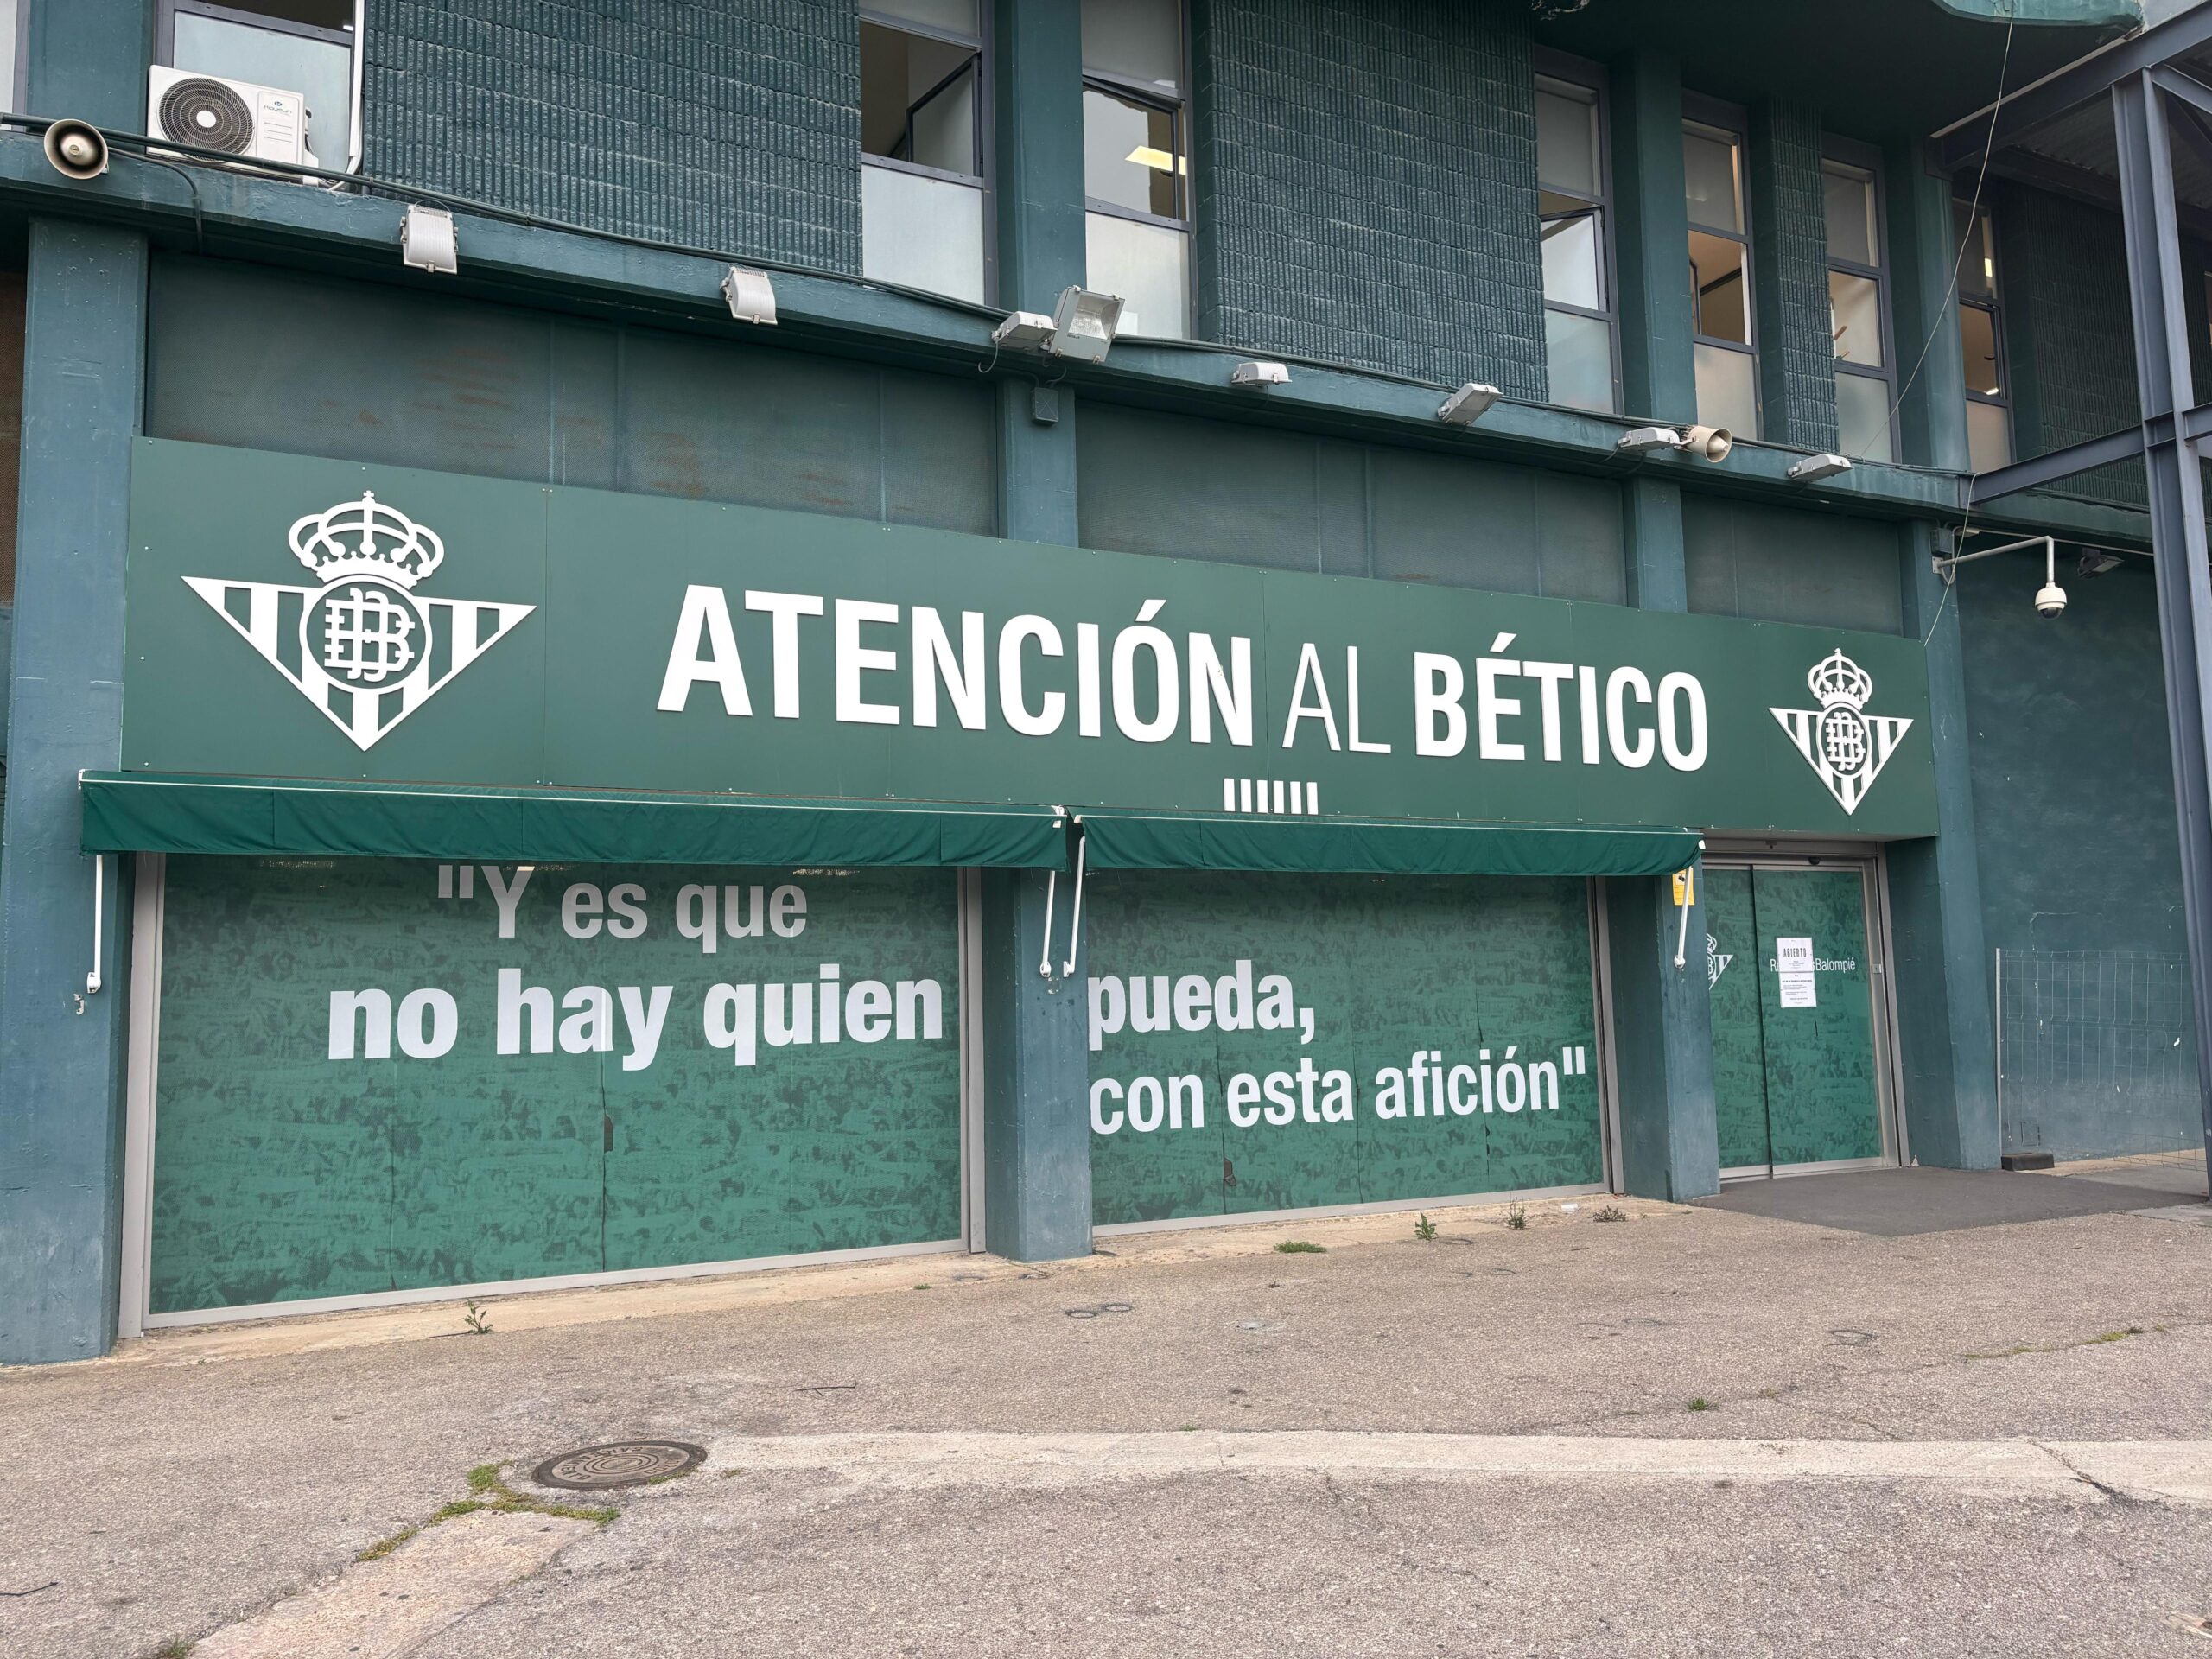 ATENCIÓN AL BÉTICO
"Y es que
no hay quien pueda,
con esta afición"
ABIERTO
Balompié